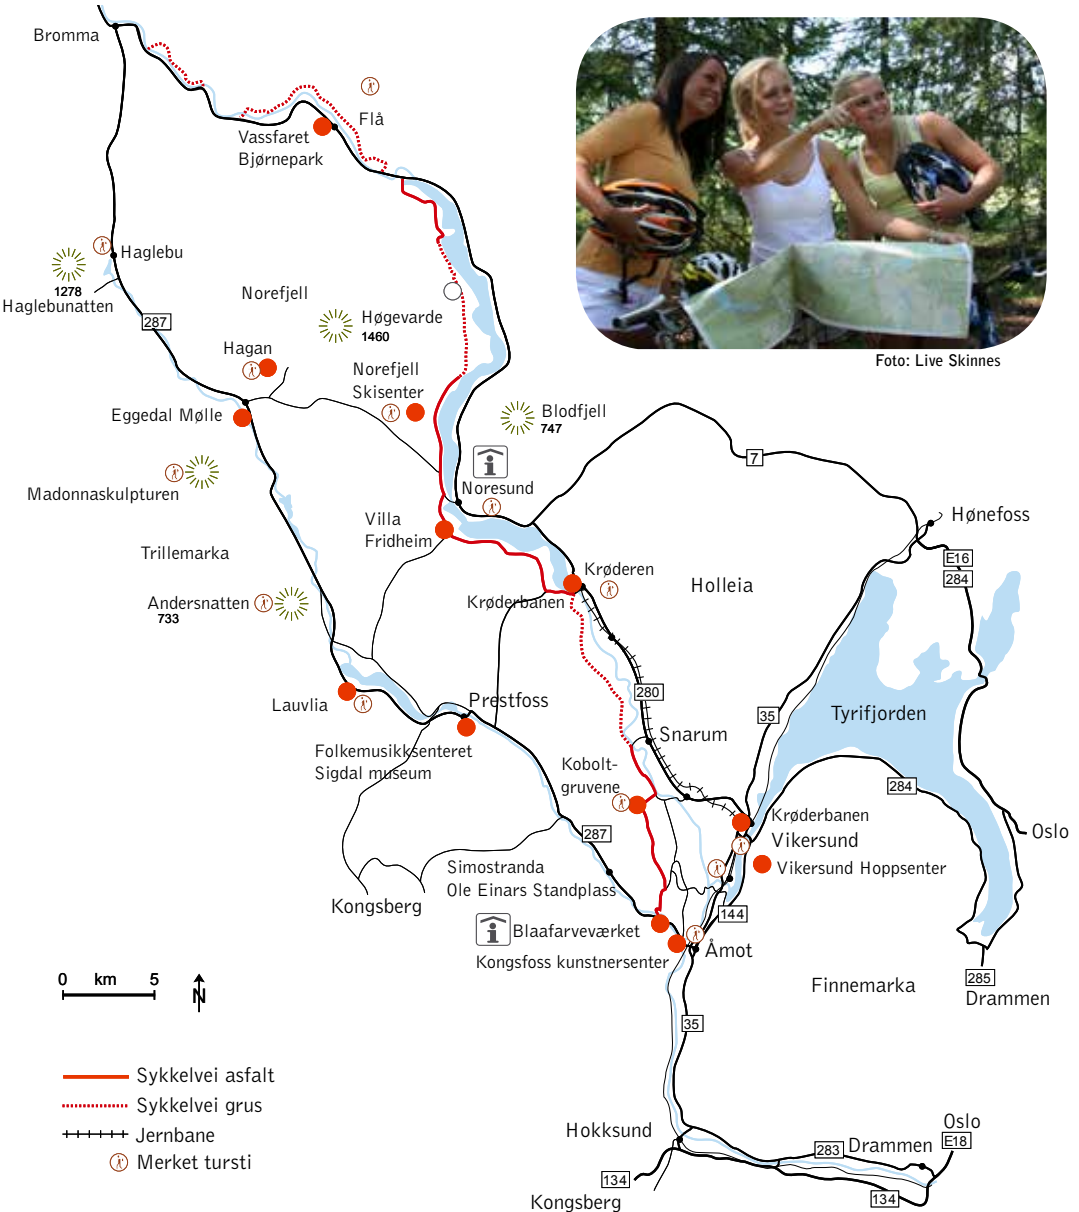 Bromma
Flå
Vassfaret
Bjørnepark
Haglebu
1278
Haglebunatten
Norefjell
287
Høgevarde
1460
Hagan
Norefjell
Skisenter
Foto: Live Skinnes
Eggedal Mølle
Blodfjell
747
7
Madonnaskulpturen
Noresund
Villa
Fridheim
Hønefoss
Trillemarka
E16
284
Krøderen
Holleia
Andersnatten
733
Krøderbanen
280
Lauvlia
Prestfoss
35
Tyrifjorden
Snarum
Folkemusikksenteret
Sigdal museum
Kobolt-
gruvene
284
Krøderbanen
Vikersund
Oslo
287
Simostranda
Ole Einars Standplass
Vikersund Hoppsenter
Kongsberg
144
Blaafarveværket
Kongsfoss kunstnersenter
Åmot
Finnemarka
285
Drammen
0 km 5
N
35
Sykkelvei asfalt
Sykkelvei grus
Jernbane
Merket tursti
Hokksund
Oslo
E18
283
Drammen
134
Kongsberg
134